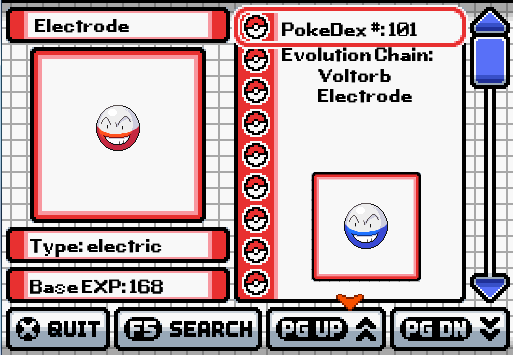 Electrode
PokeDex #: 101
Evolution Chain:
Voltorb
Electrode
Type: electric
Base EXP: 168
X QUIT
F5 SEARCH
PG UP
PG DN